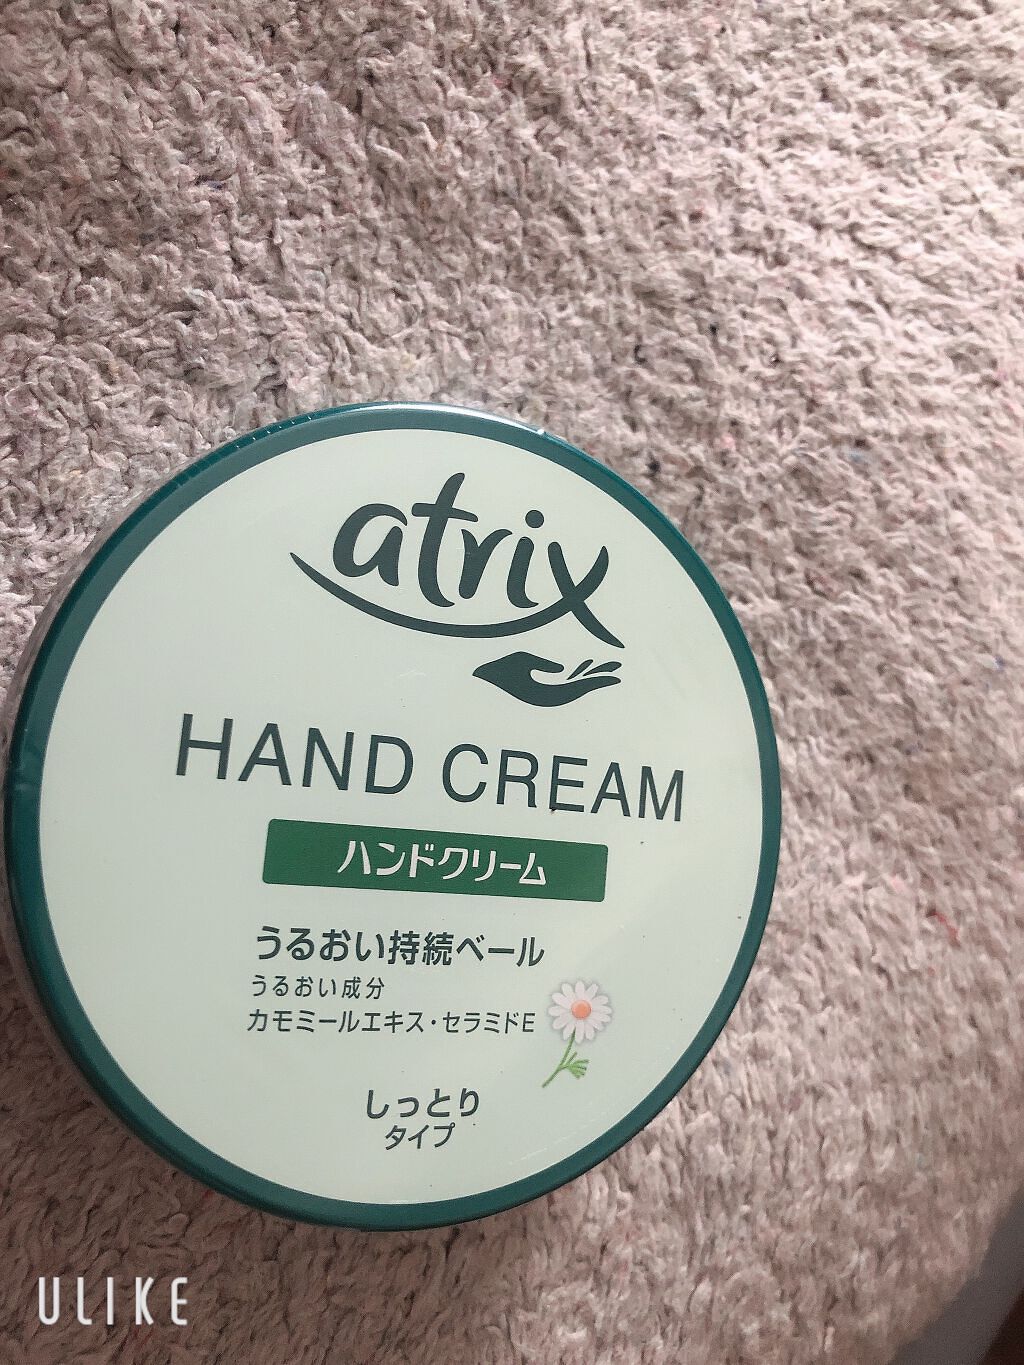 atrix
HAND CREAM
ハンドクリーム
うるおい持続ベール
うるおい成分
カモミールエキス・セラミドE
しっとり
タイプ
ULIKE